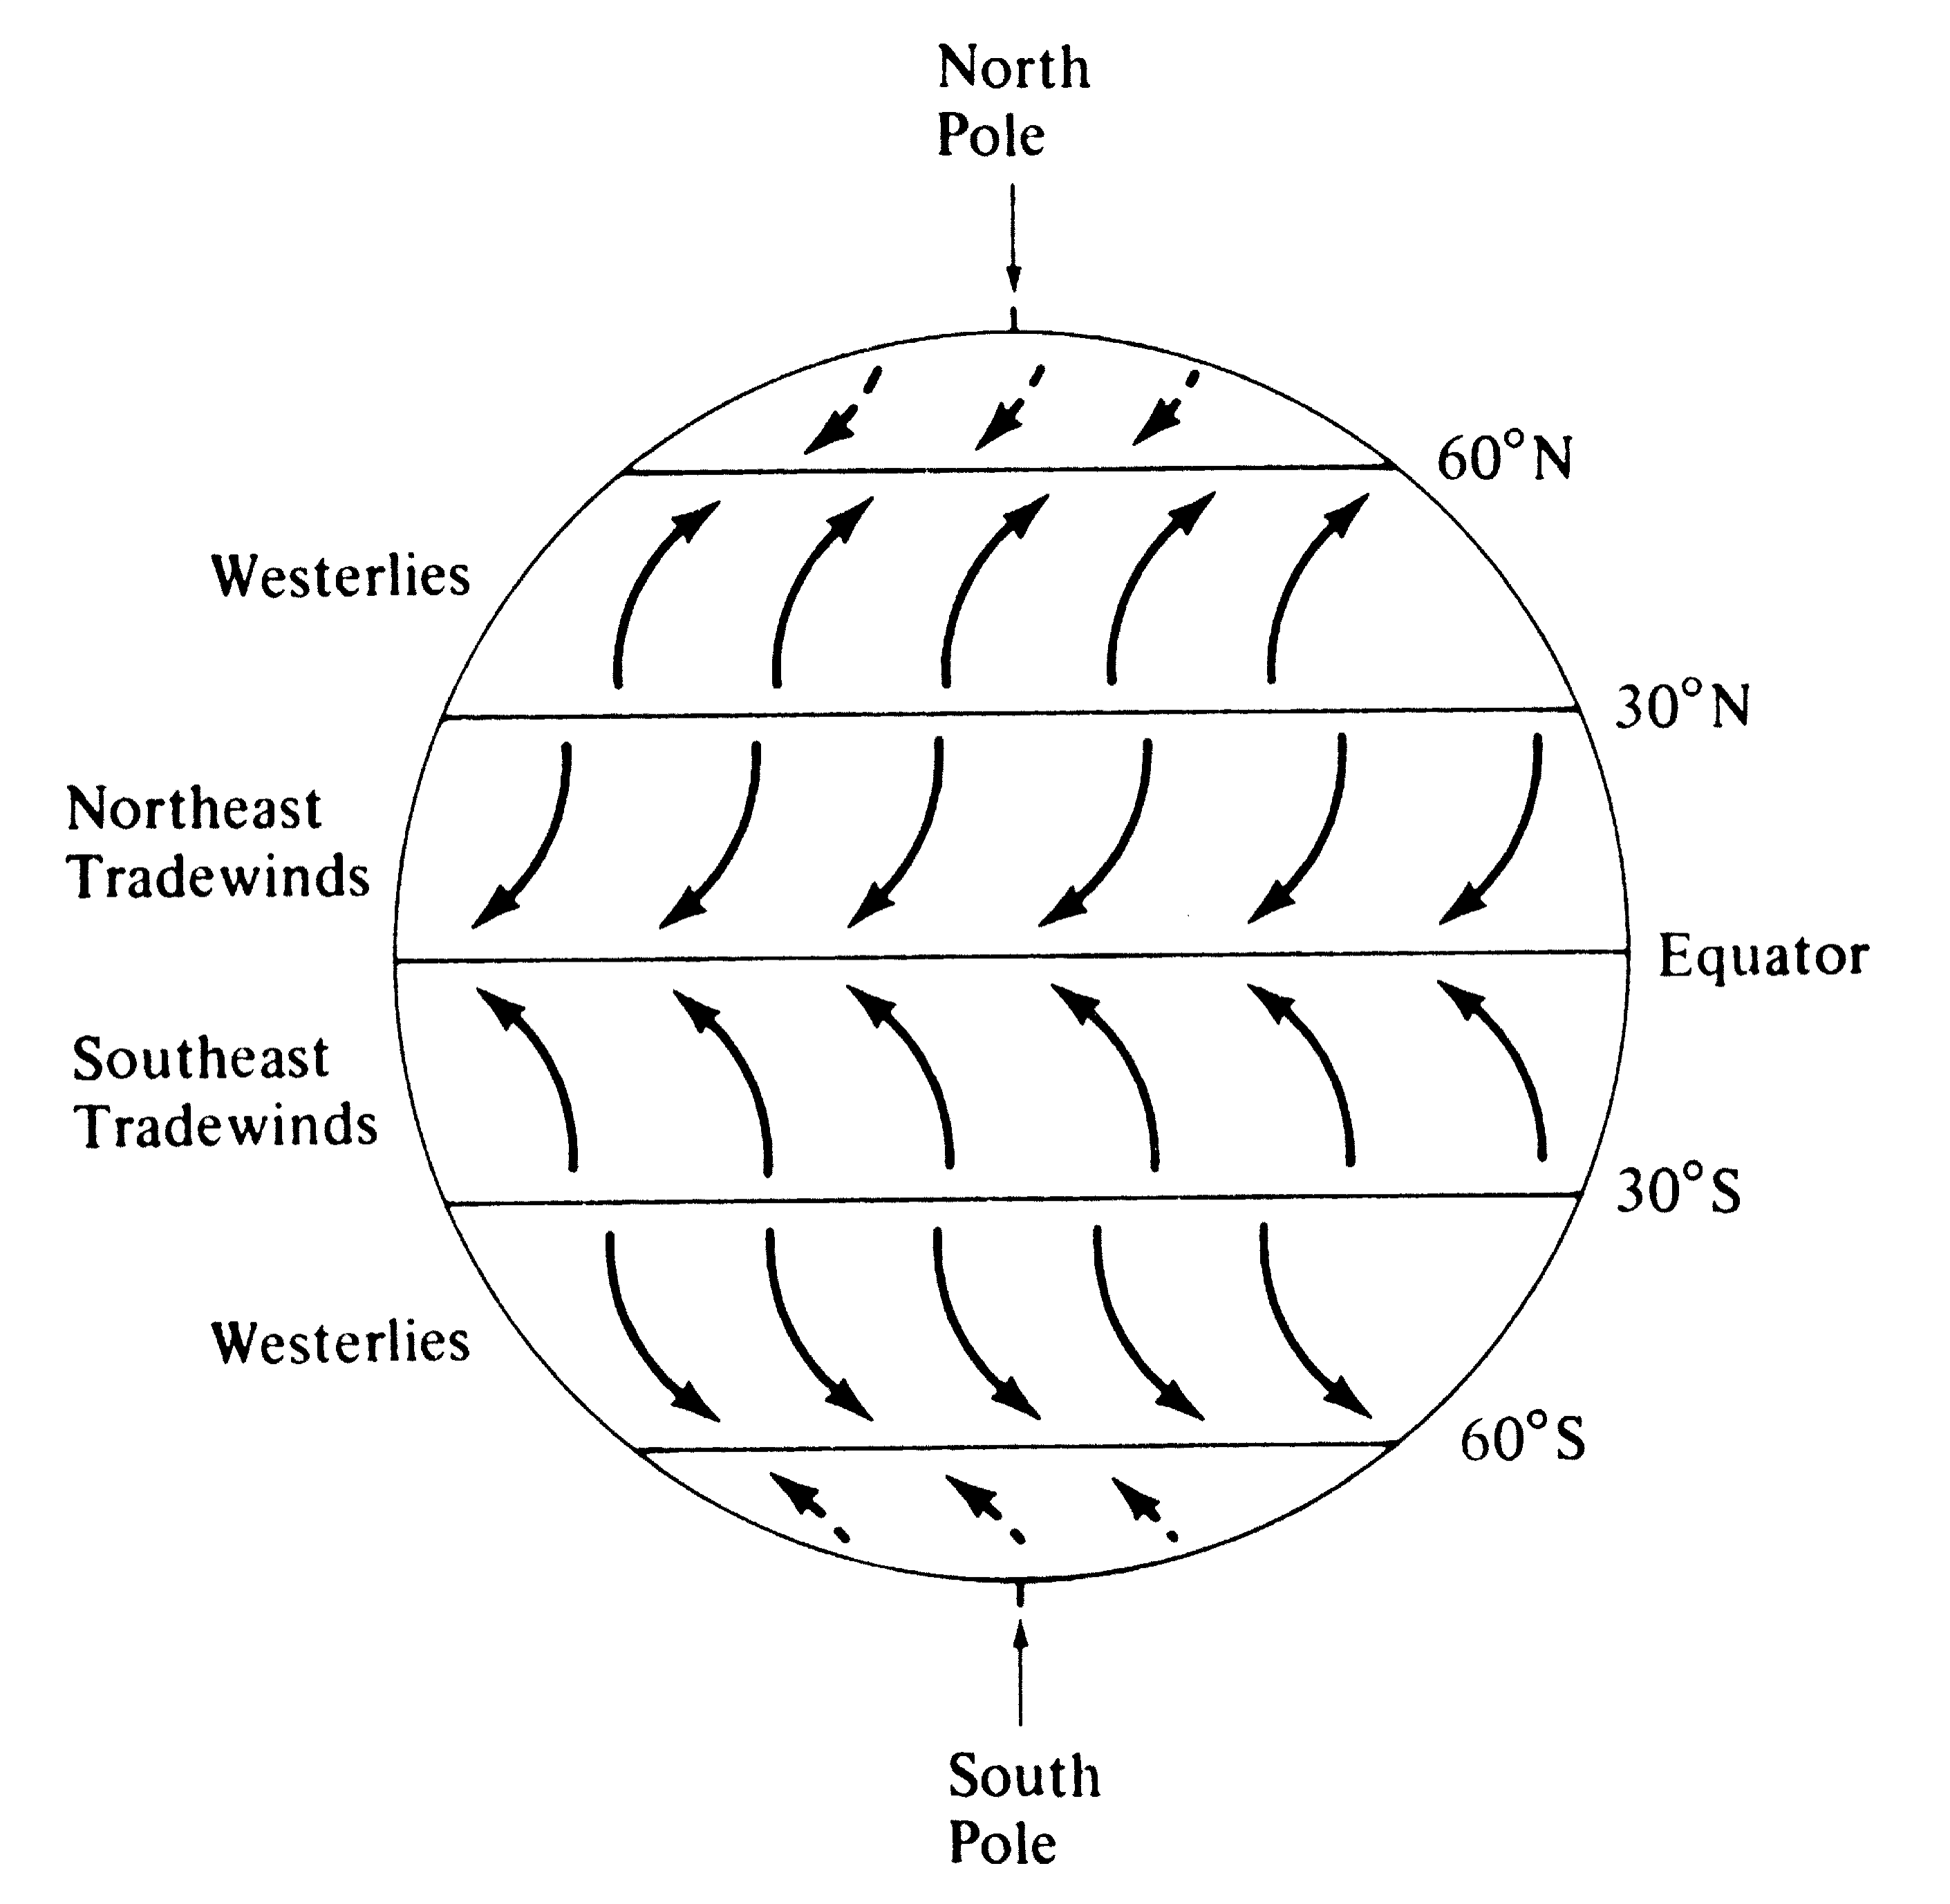 North
Pole
60°N
Westerlies
30°N
Northeast
Tradewinds
Equator
Southeast
Tradewinds
30°S
Westerlies
60°S
South
Pole